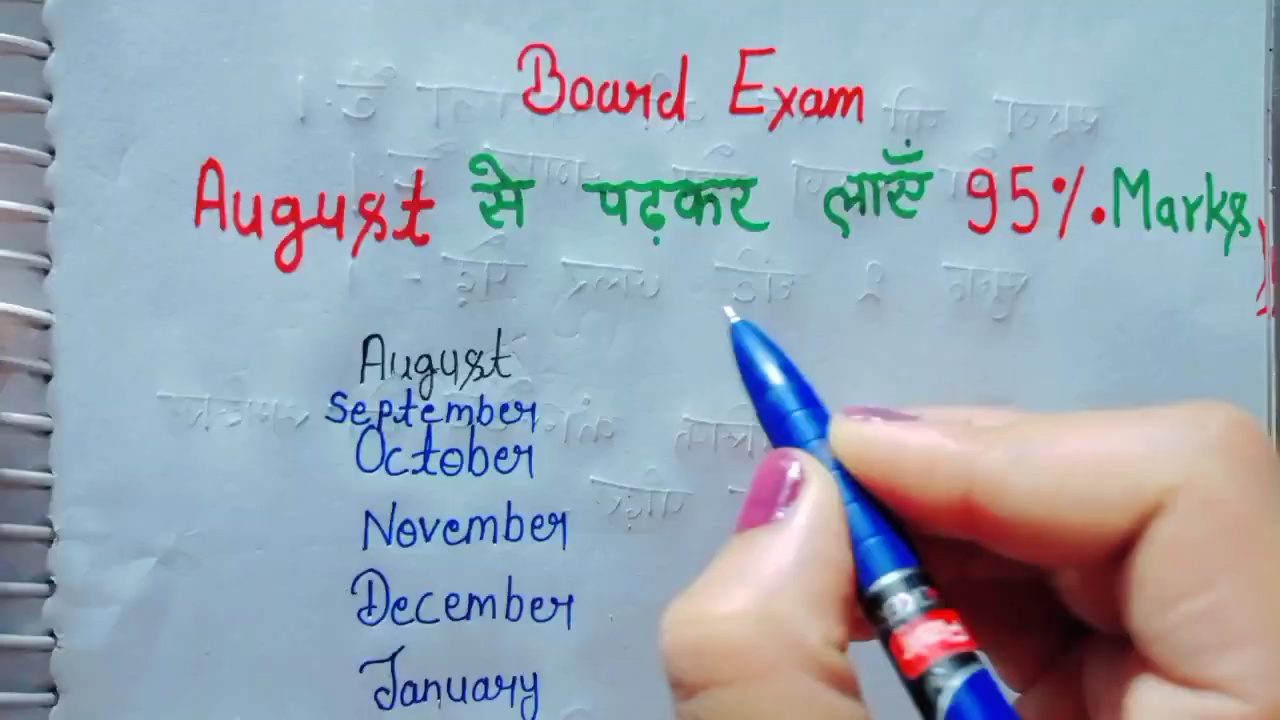 Board Exam
August से पढ़कर लाएँ 95% Marks
August
September
October
November
December
January